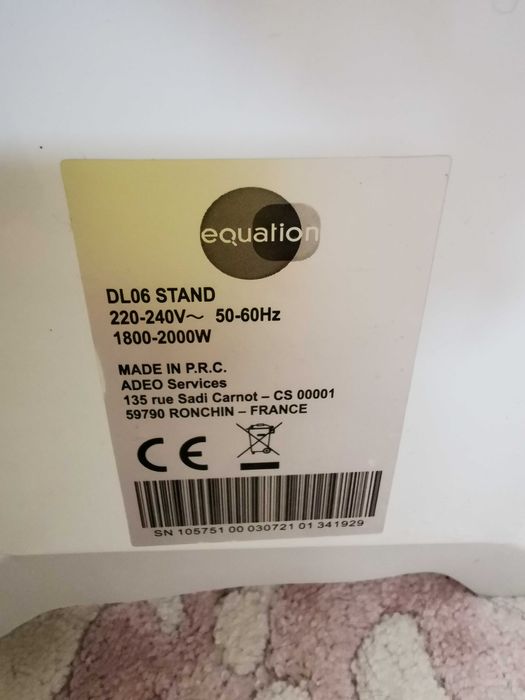 equation
DL06 STAND
220-240V～ 50-60Hz
1800-2000W
MADE IN P.R.C.
ADEO Services
135 rue Sadi Carnot – CS 00001
59790 RONCHIN – FRANCE
CE
SN 105751 00 030721 01 341929